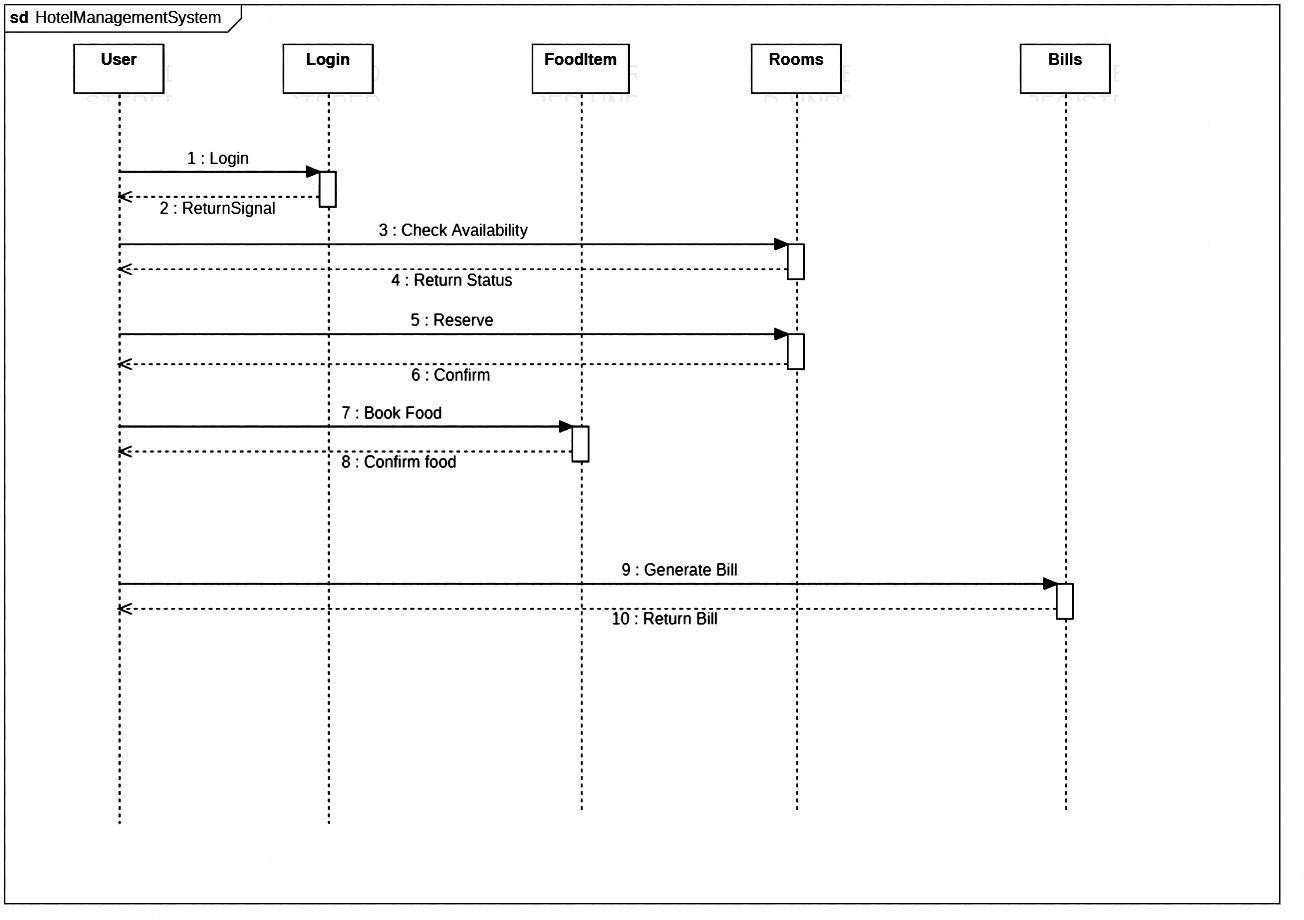 sd HotelManagementSystem
User
Login
FoodItem
Rooms
Bills
1 : Login
2 : ReturnSignal
3 : Check Availability
4 : Return Status
5 : Reserve
6 : Confirm
7 : Book Food
8 : Confirm food
9 : Generate Bill
10 : Return Bill